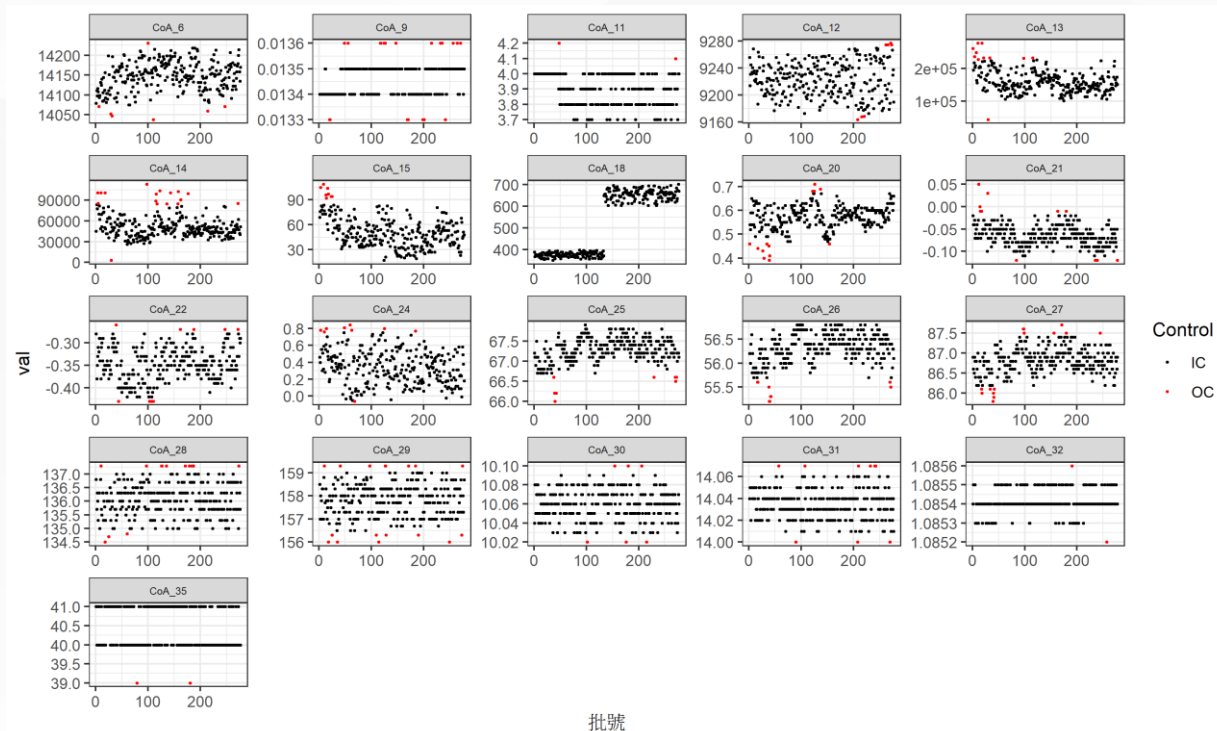 CoA_6 CoA_9 CoA_11 CoA_12 CoA_13
14200
14150
14100
14050
0.0136
0.0135
0.0134
0.0133
4.2
4.1
4.0
3.9
3.8
3.7
9280
9240
9200
9160
2e+05
1e+05
0 100 200
0 100 200
0 100 200
0 100 200
0 100 200
CoA_14 CoA_15 CoA_18 CoA_20 CoA_21
90000
60000
30000
0
90
60
30
700
600
500
400
0.7
0.6
0.5
0.4
0.05
0.00
-0.05
-0.10
0 100 200
0 100 200
0 100 200
0 100 200
0 100 200
CoA_22 CoA_24 CoA_25 CoA_26 CoA_27
-0.30
-0.35
-0.40
0.8
0.6
0.4
0.2
0.0
67.5
67.0
66.5
66.0
56.5
56.0
55.5
87.5
87.0
86.5
86.0
0 100 200
0 100 200
0 100 200
0 100 200
0 100 200
CoA_28 CoA_29 CoA_30 CoA_31 CoA_32
137.0
136.5
136.0
135.5
135.0
134.5
159
158
157
156
10.10
10.08
10.06
10.04
10.02
14.06
14.04
14.02
14.00
1.0856
1.0855
1.0854
1.0853
1.0852
0 100 200
0 100 200
0 100 200
0 100 200
0 100 200
CoA_35
41.0
40.5
40.0
39.5
39.0
0 100 200
val
批號
Control
IC
OC